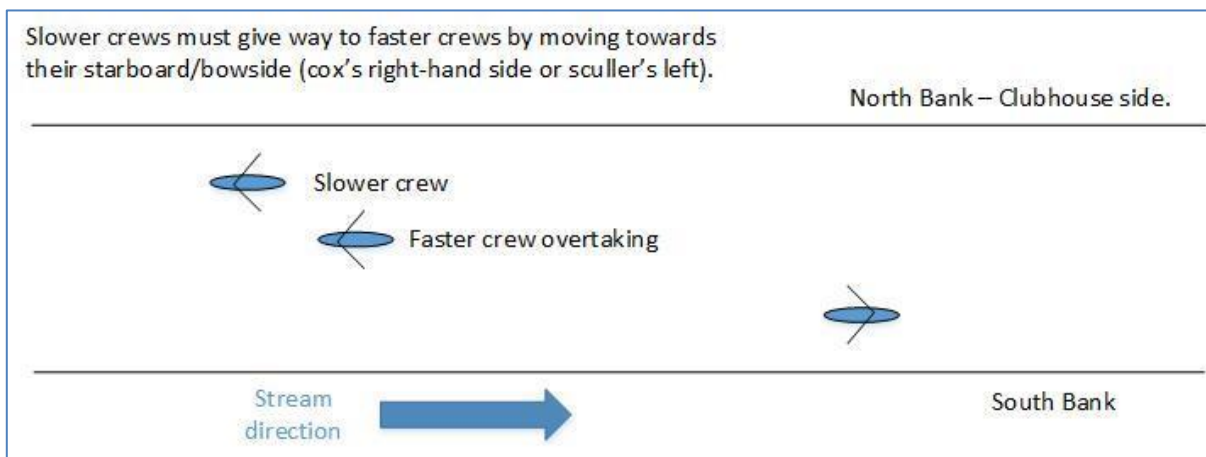 Slower crews must give way to faster crews by moving towards
their starboard/bowside (cox's right-hand side or sculler's left).
North Bank – Clubhouse side.
Slower crew
Faster crew overtaking
Stream
direction
South Bank